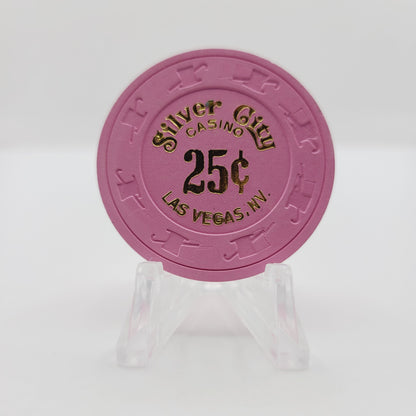 Silver City
CASINO
25¢
LAS VEGAS, NV.